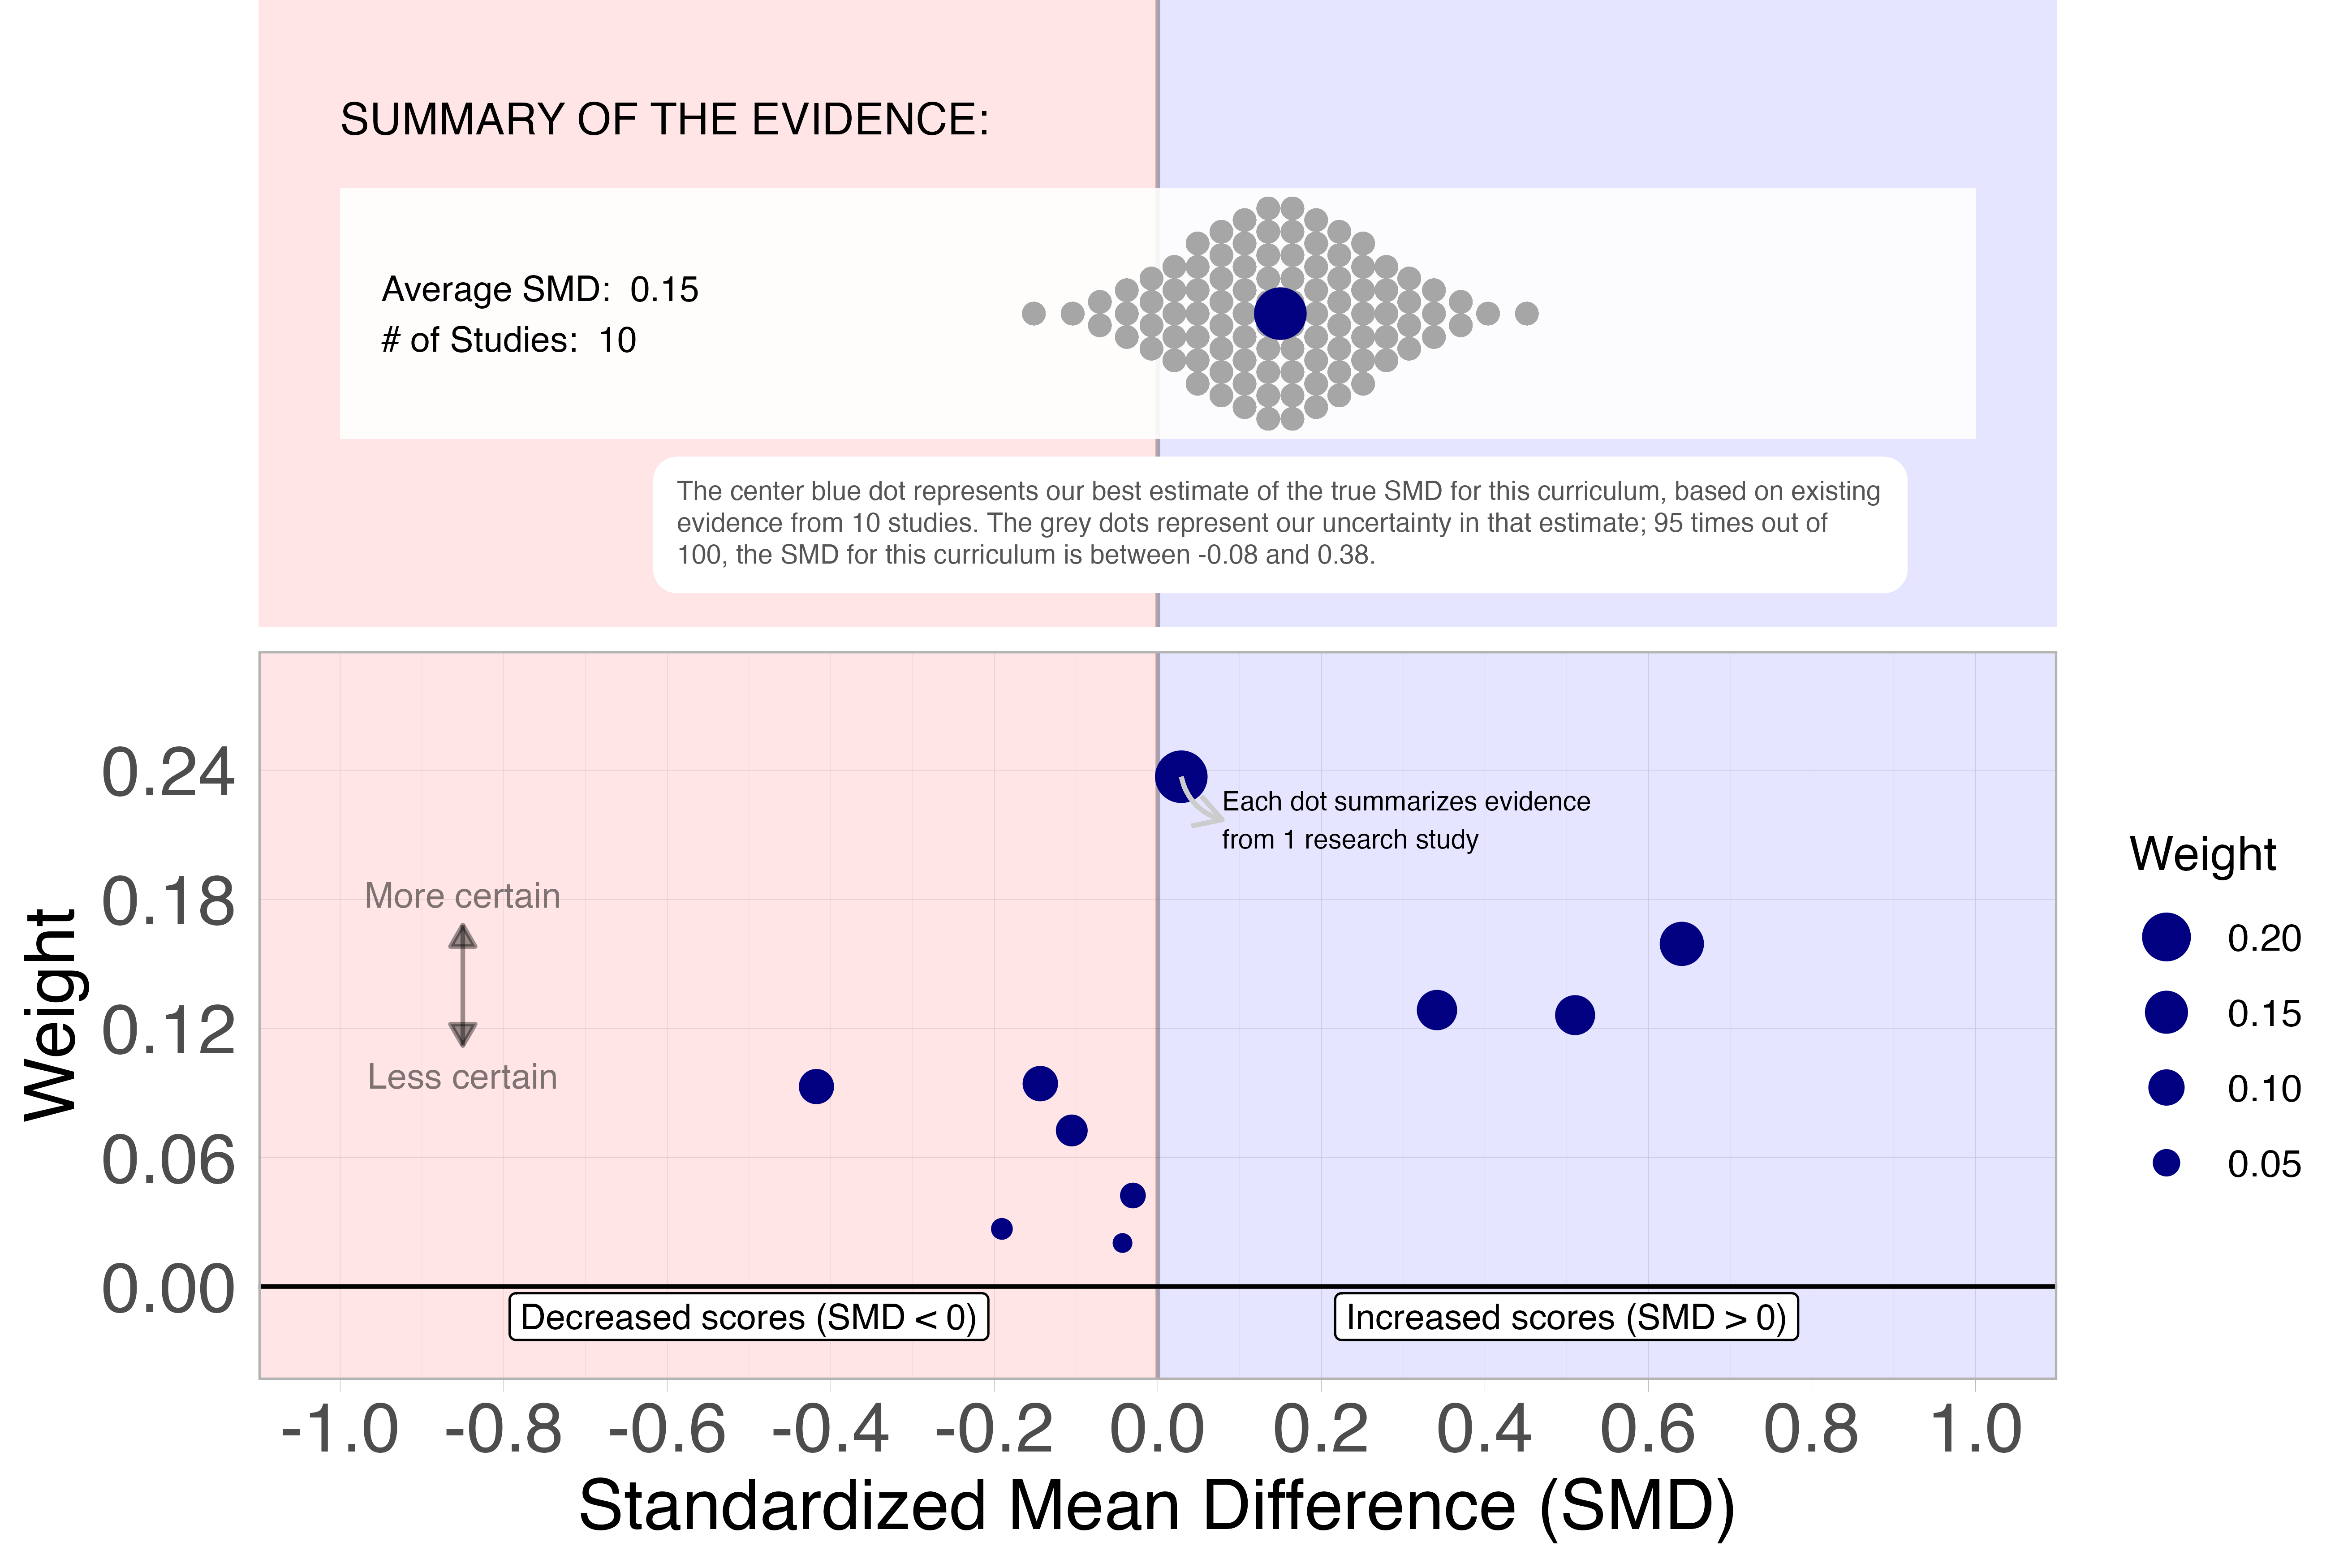 SUMMARY OF THE EVIDENCE:
Average SMD: 0.15
# of Studies: 10
The center blue dot represents our best estimate of the true SMD for this curriculum, based on existing
evidence from 10 studies. The grey dots represent our uncertainty in that estimate; 95 times out of
100, the SMD for this curriculum is between -0.08 and 0.38.
Weight
0.24
0.18
0.12
0.06
0.00
Each dot summarizes evidence
from 1 research study
More certain
Less certain
Decreased scores (SMD < 0)
Increased scores (SMD > 0)
-1.0 -0.8 -0.6 -0.4 -0.2 0.0 0.2 0.4 0.6 0.8 1.0
Standardized Mean Difference (SMD)
Weight
0.20
0.15
0.10
0.05